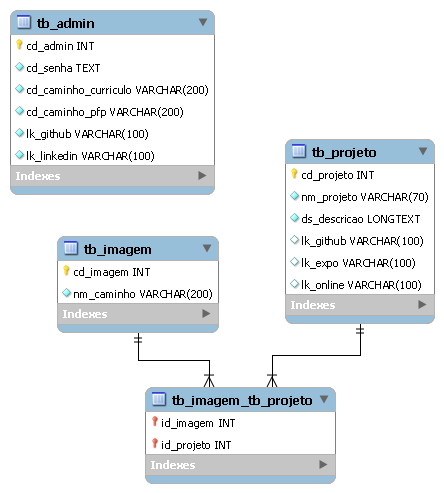 tb_admin
cd_admin INT
cd_senha TEXT
cd_caminho_curriculo VARCHAR(200)
cd_caminho_pfp VARCHAR(200)
lk_github VARCHAR(100)
lk_linkedin VARCHAR(100)
Indexes
tb_projeto
cd_projeto INT
nm_projeto VARCHAR(70)
ds_descricao LONGTEXT
lk_github VARCHAR(100)
lk_expo VARCHAR(100)
lk_online VARCHAR(100)
Indexes
tb_imagem
cd_imagem INT
nm_caminho VARCHAR(200)
Indexes
tb_imagem_tb_projeto
id_imagem INT
id_projeto INT
Indexes